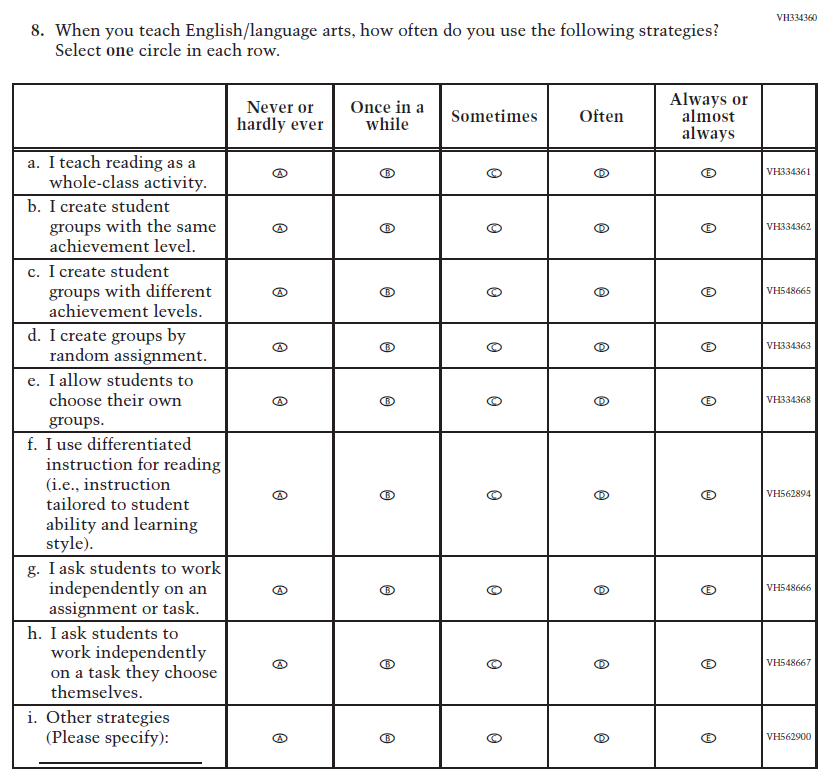 VH334360
8. When you teach English/language arts, how often do you use the following strategies?
Select one circle in each row.
Never or
hardly ever
Once in a
while
Sometimes
Often
Always or
almost
always
a. I teach reading as a
whole-class activity.
A B C D E VH334361
b. I create student
groups with the same
achievement level.
A B C D E VH334362
c. I create student
groups with different
achievement levels.
A B C D E VH548665
d. I create groups by
random assignment.
A B C D E VH334363
e. I allow students to
choose their own
groups.
A B C D E VH334368
f. I use differentiated
instruction for reading
(i.e., instruction
tailored to student
ability and learning
style).
A B C D E VH562894
g. I ask students to work
independently on an
assignment or task.
A B C D E VH548666
h. I ask students to
work independently
on a task they choose
themselves.
A B C D E VH548667
i. Other strategies
(Please specify):
A B C D E VH562900